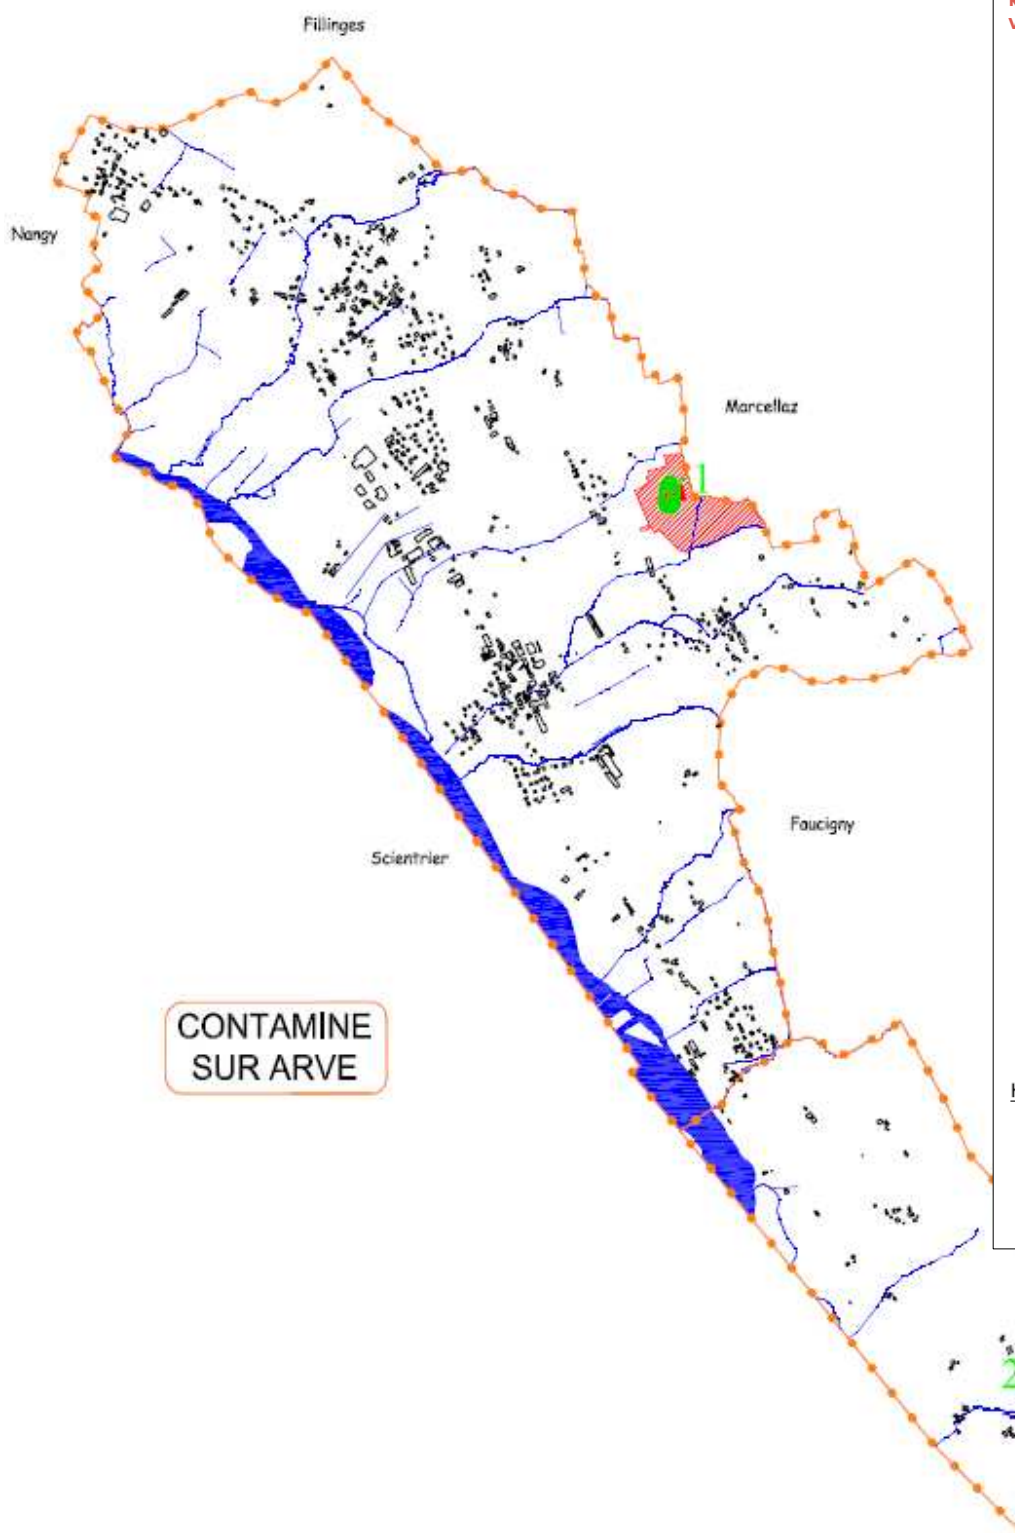 Fillinges
Nangy
Marcellaz
1
Faucigny
Scientrier
CONTAMINE
SUR ARVE
2